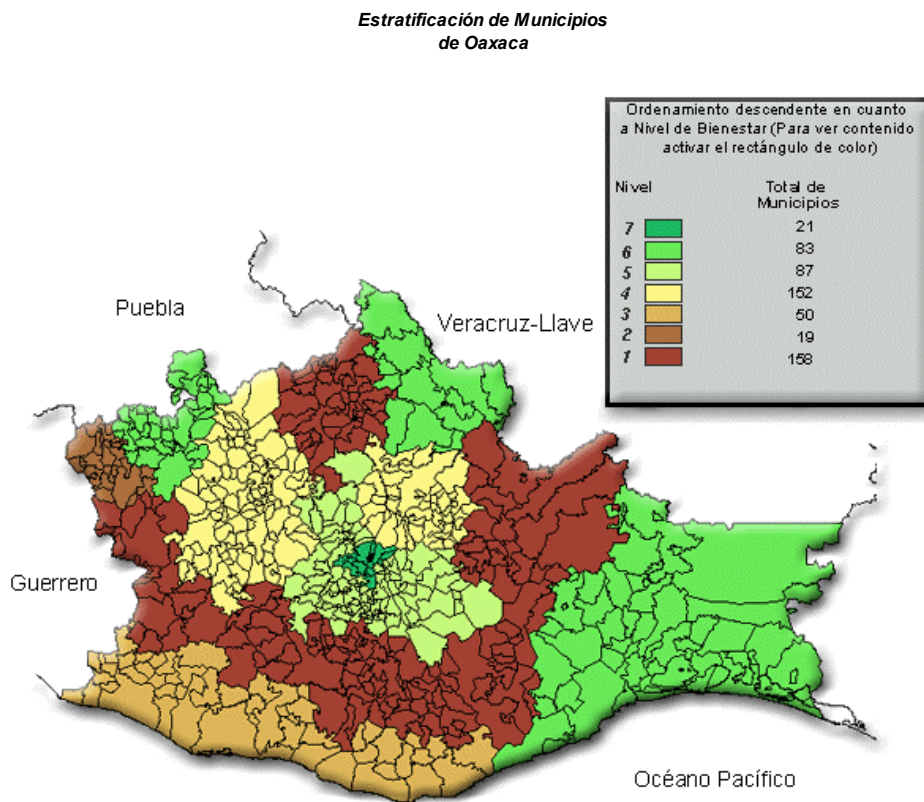 Estratificación de Municipios
de Oaxaca
Ordenamiento descendente en cuanto
a Nivel de Bienestar (Para ver contenido
activar el rectángulo de color)
Nivel Total de
Municipios
7 21
6 83
5 87
4 152
3 50
2 19
1 158
Puebla
Veracruz-Llave
Guerrero
Océano Pacífico